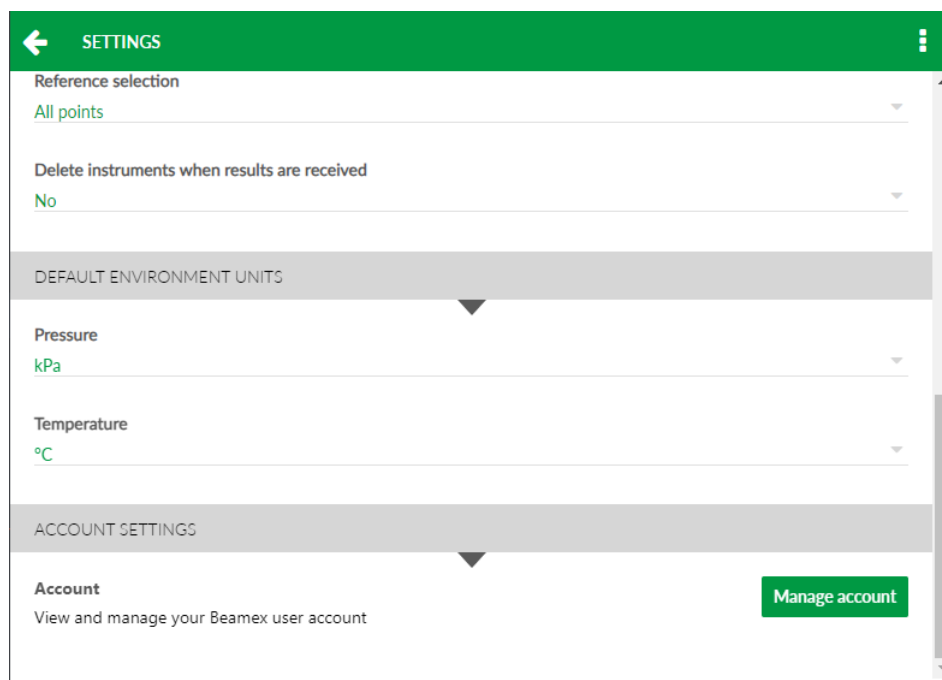 SETTINGS
Reference selection
All points
Delete instruments when results are received
No
DEFAULT ENVIRONMENT UNITS
Pressure
kPa
Temperature
°C
ACCOUNT SETTINGS
Account
Manage account
View and manage your Beamex user account